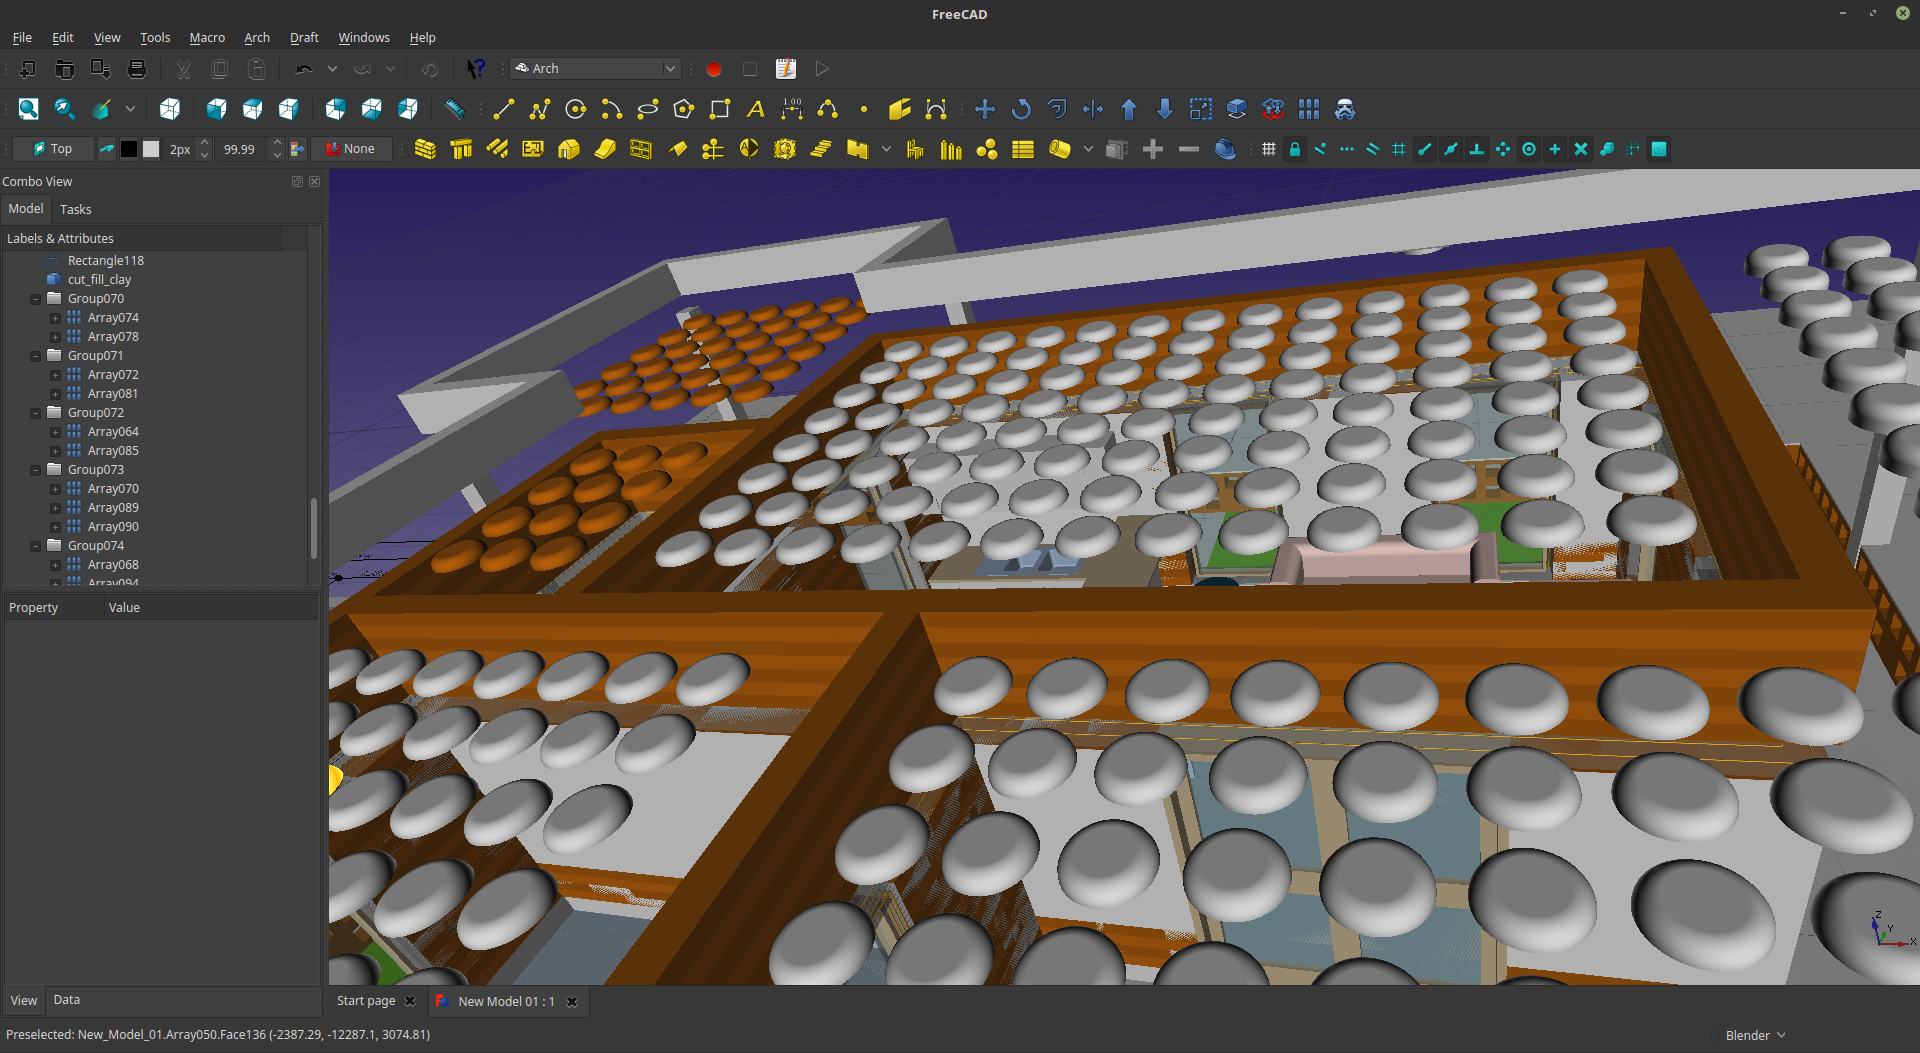 FreeCAD
File Edit View Tools Macro Arch Draft Windows Help
Arch
A 1.00
Top 2px 99.99 None
Combo View
Model Tasks
Labels & Attributes
Rectangle118
cut_fill_clay
Group070
Array074
Array078
Group071
Array072
Array081
Group072
Array064
Array085
Group073
Array070
Array089
Array090
Group074
Array068
Array094
Property Value
Z
Y
X
View Data
Start page New Model 01 : 1
Preselected: New_Model_01.Array050.Face136 (-2387.29, -12287.1, 3074.81)
Blender